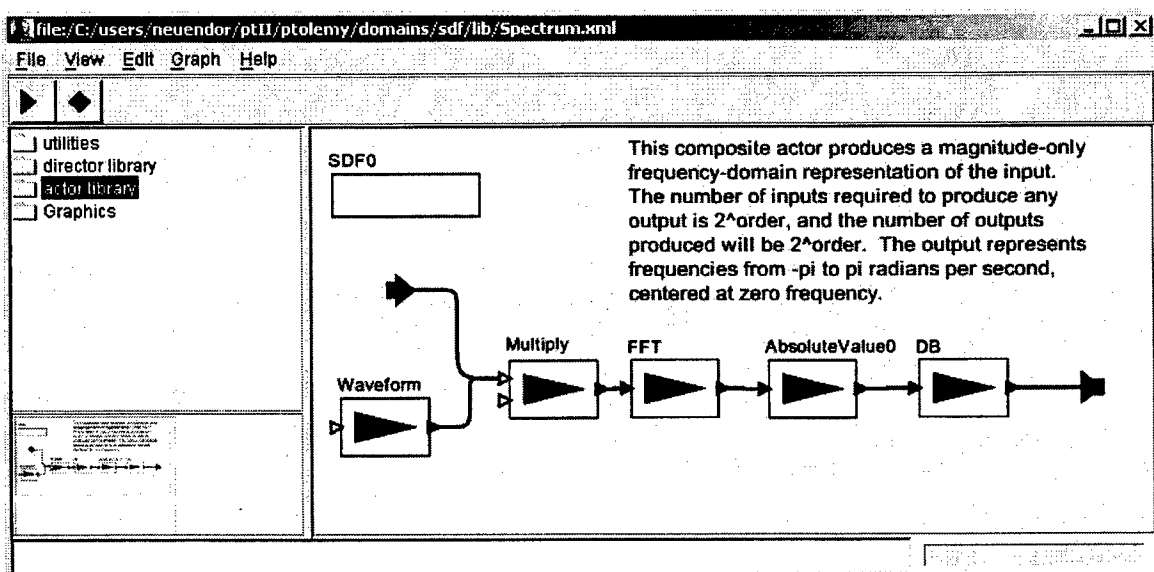 file:/C:/users/neuendor/ptII/ptolemy/domains/sdf/lib/Spectrum.xml
File View Edit Graph Help
utilities
director library
actor library
Graphics
SDF0
This composite actor produces a magnitude-only
frequency-domain representation of the input.
The number of inputs required to produce any
output is 2^order, and the number of outputs
produced will be 2^order. The output represents
frequencies from -pi to pi radians per second,
centered at zero frequency.
Multiply
FFT
AbsoluteValue0
DB
Waveform